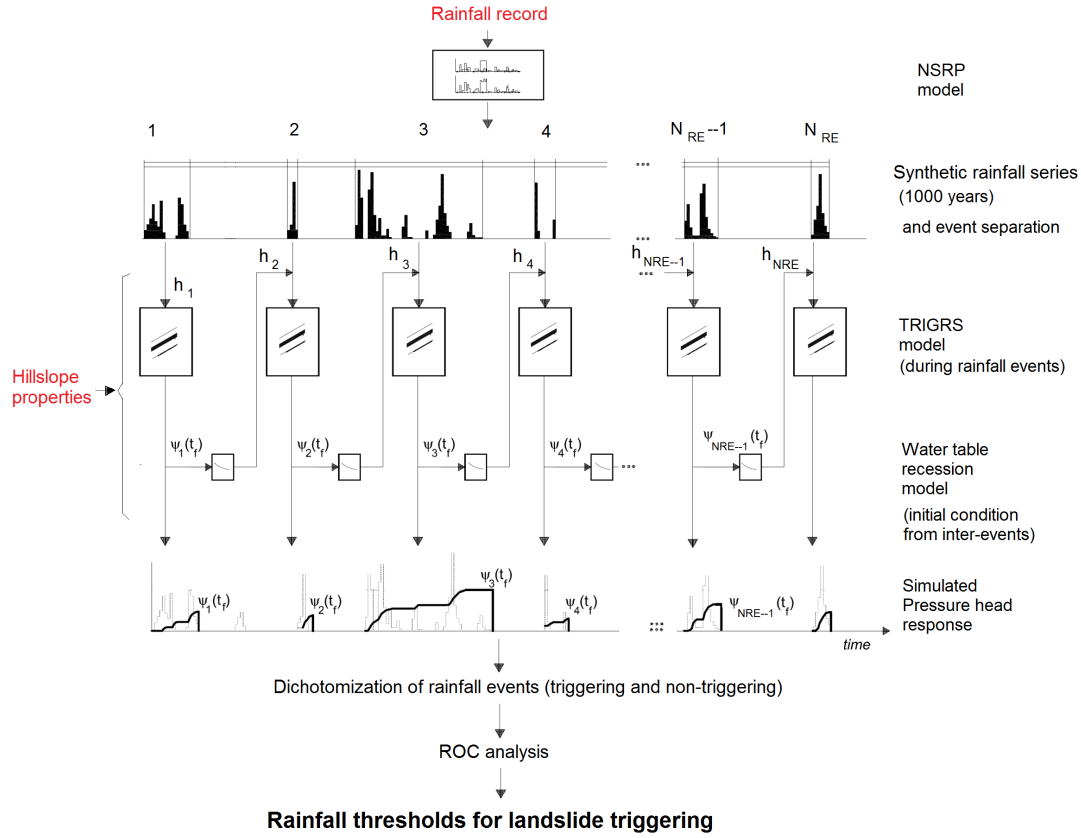 Rainfall record
NSRP
model
1 2 3 4 N RE --1 N RE
Synthetic rainfall series
(1000 years)
and event separation
h 1 h 2 h 3 h 4 h NRE--1 h NRE
TRIGRS
model
(during rainfall events)
Hillslope
properties
ψ1(tf) ψ2(tf) ψ3(tf) ψ4(tf) ψNRE--1(tf)
Water table
recession
model
(initial condition
from inter-events)
ψ1(tf) ψ2(tf) ψ3(tf) ψ4(tf) ψNRE--1(tf)
Simulated
Pressure head
response
time
Dichotomization of rainfall events (triggering and non-triggering)
ROC analysis
Rainfall thresholds for landslide triggering